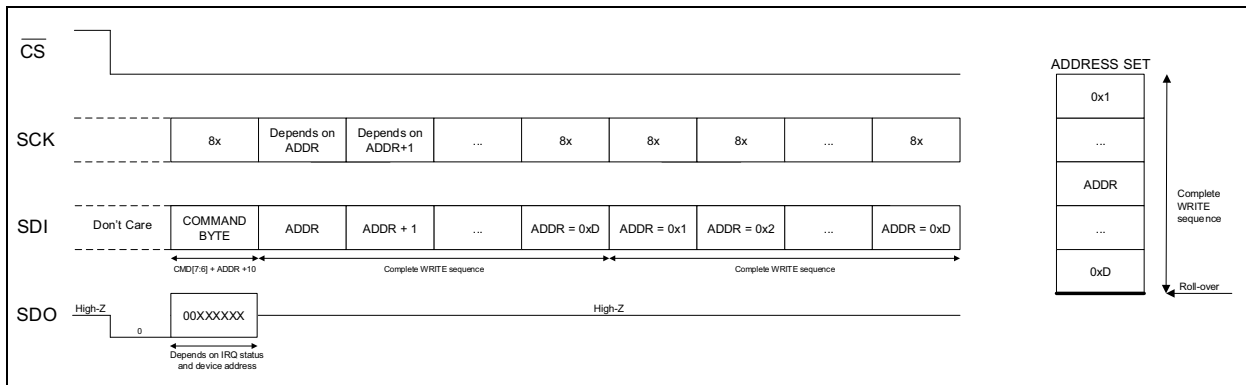 CS
ADDRESS SET
0x1
SCK
8x
Depends on
ADDR
Depends on
ADDR+1
...
8x
8x
8x
...
8x
...
ADDR
Complete
WRITE
sequence
SDI
Don't Care
COMMAND
BYTE
ADDR
ADDR + 1
...
ADDR = 0xD
ADDR = 0x1
ADDR = 0x2
...
ADDR = 0xD
...
CMD[7:6] + ADDR +10
Complete WRITE sequence
Complete WRITE sequence
0xD
Roll-over
SDO
High-Z
0
00XXXXXX
High-Z
Depends on IRQ status
and device address